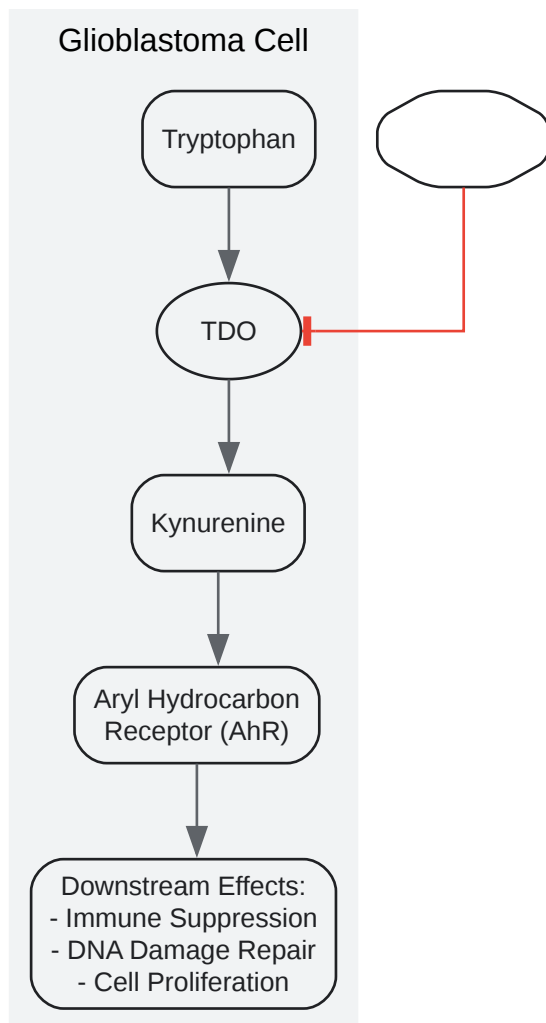 Glioblastoma Cell
Tryptophan
TDO
Kynurenine
Aryl Hydrocarbon
Receptor (AhR)
Downstream Effects:
- Immune Suppression
- DNA Damage Repair
- Cell Proliferation